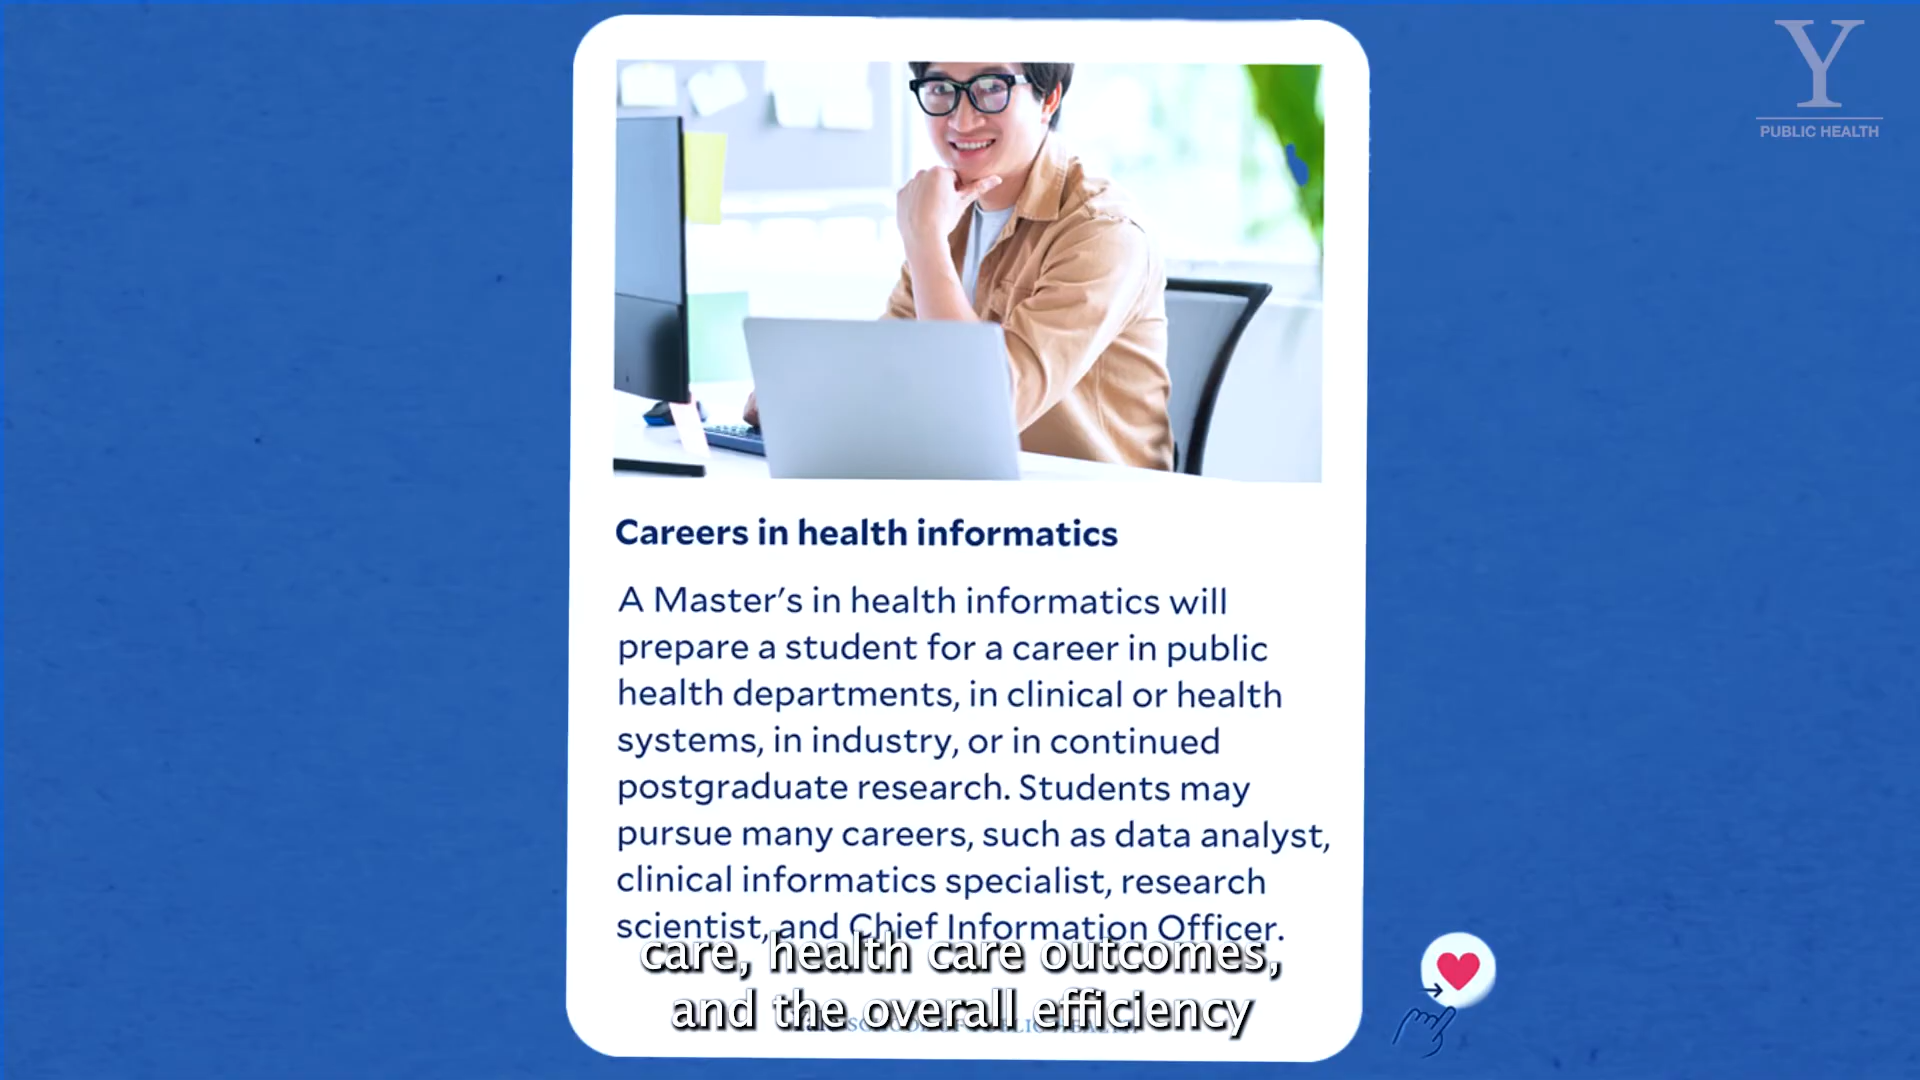 Y
PUBLIC HEALTH
Careers in health informatics
A Master's in health informatics will
prepare a student for a career in public
health departments, in clinical or health
systems, in industry, or in continued
postgraduate research. Students may
pursue many careers, such as data analyst,
clinical informatics specialist, research
scientist, and Chief Information Officer.
care, health care outcomes,
and the overall efficiency